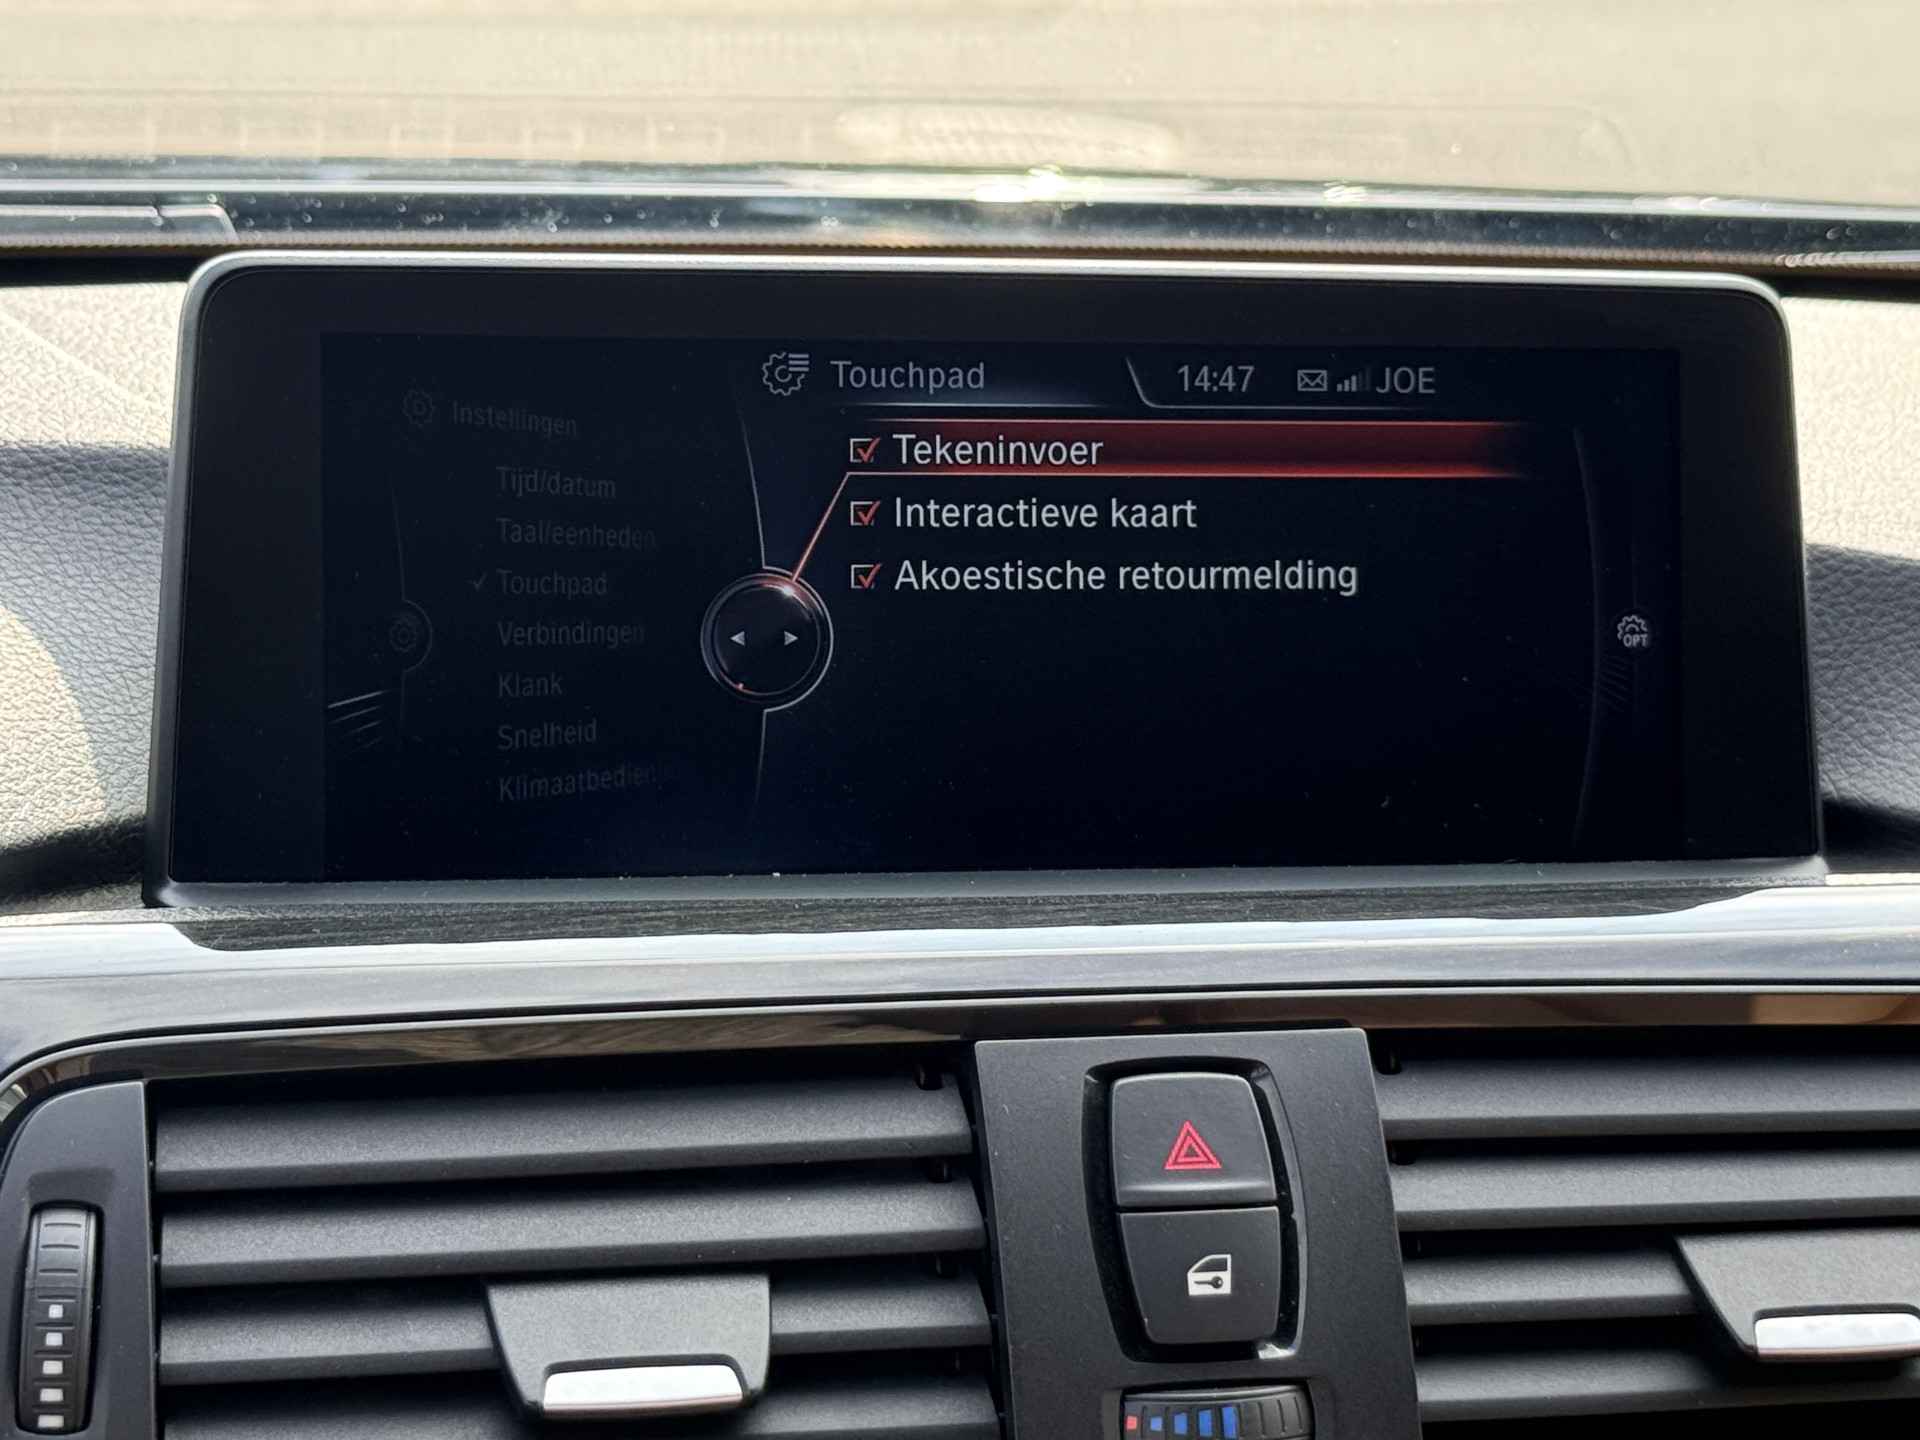 Touchpad
14:47 JOE
Instellingen
Tijd/datum
Taal/eenheden
Touchpad
Verbindingen
Klank
Snelheid
Tekeninvoer
Interactieve kaart
Akoestische retourmelding
OPT